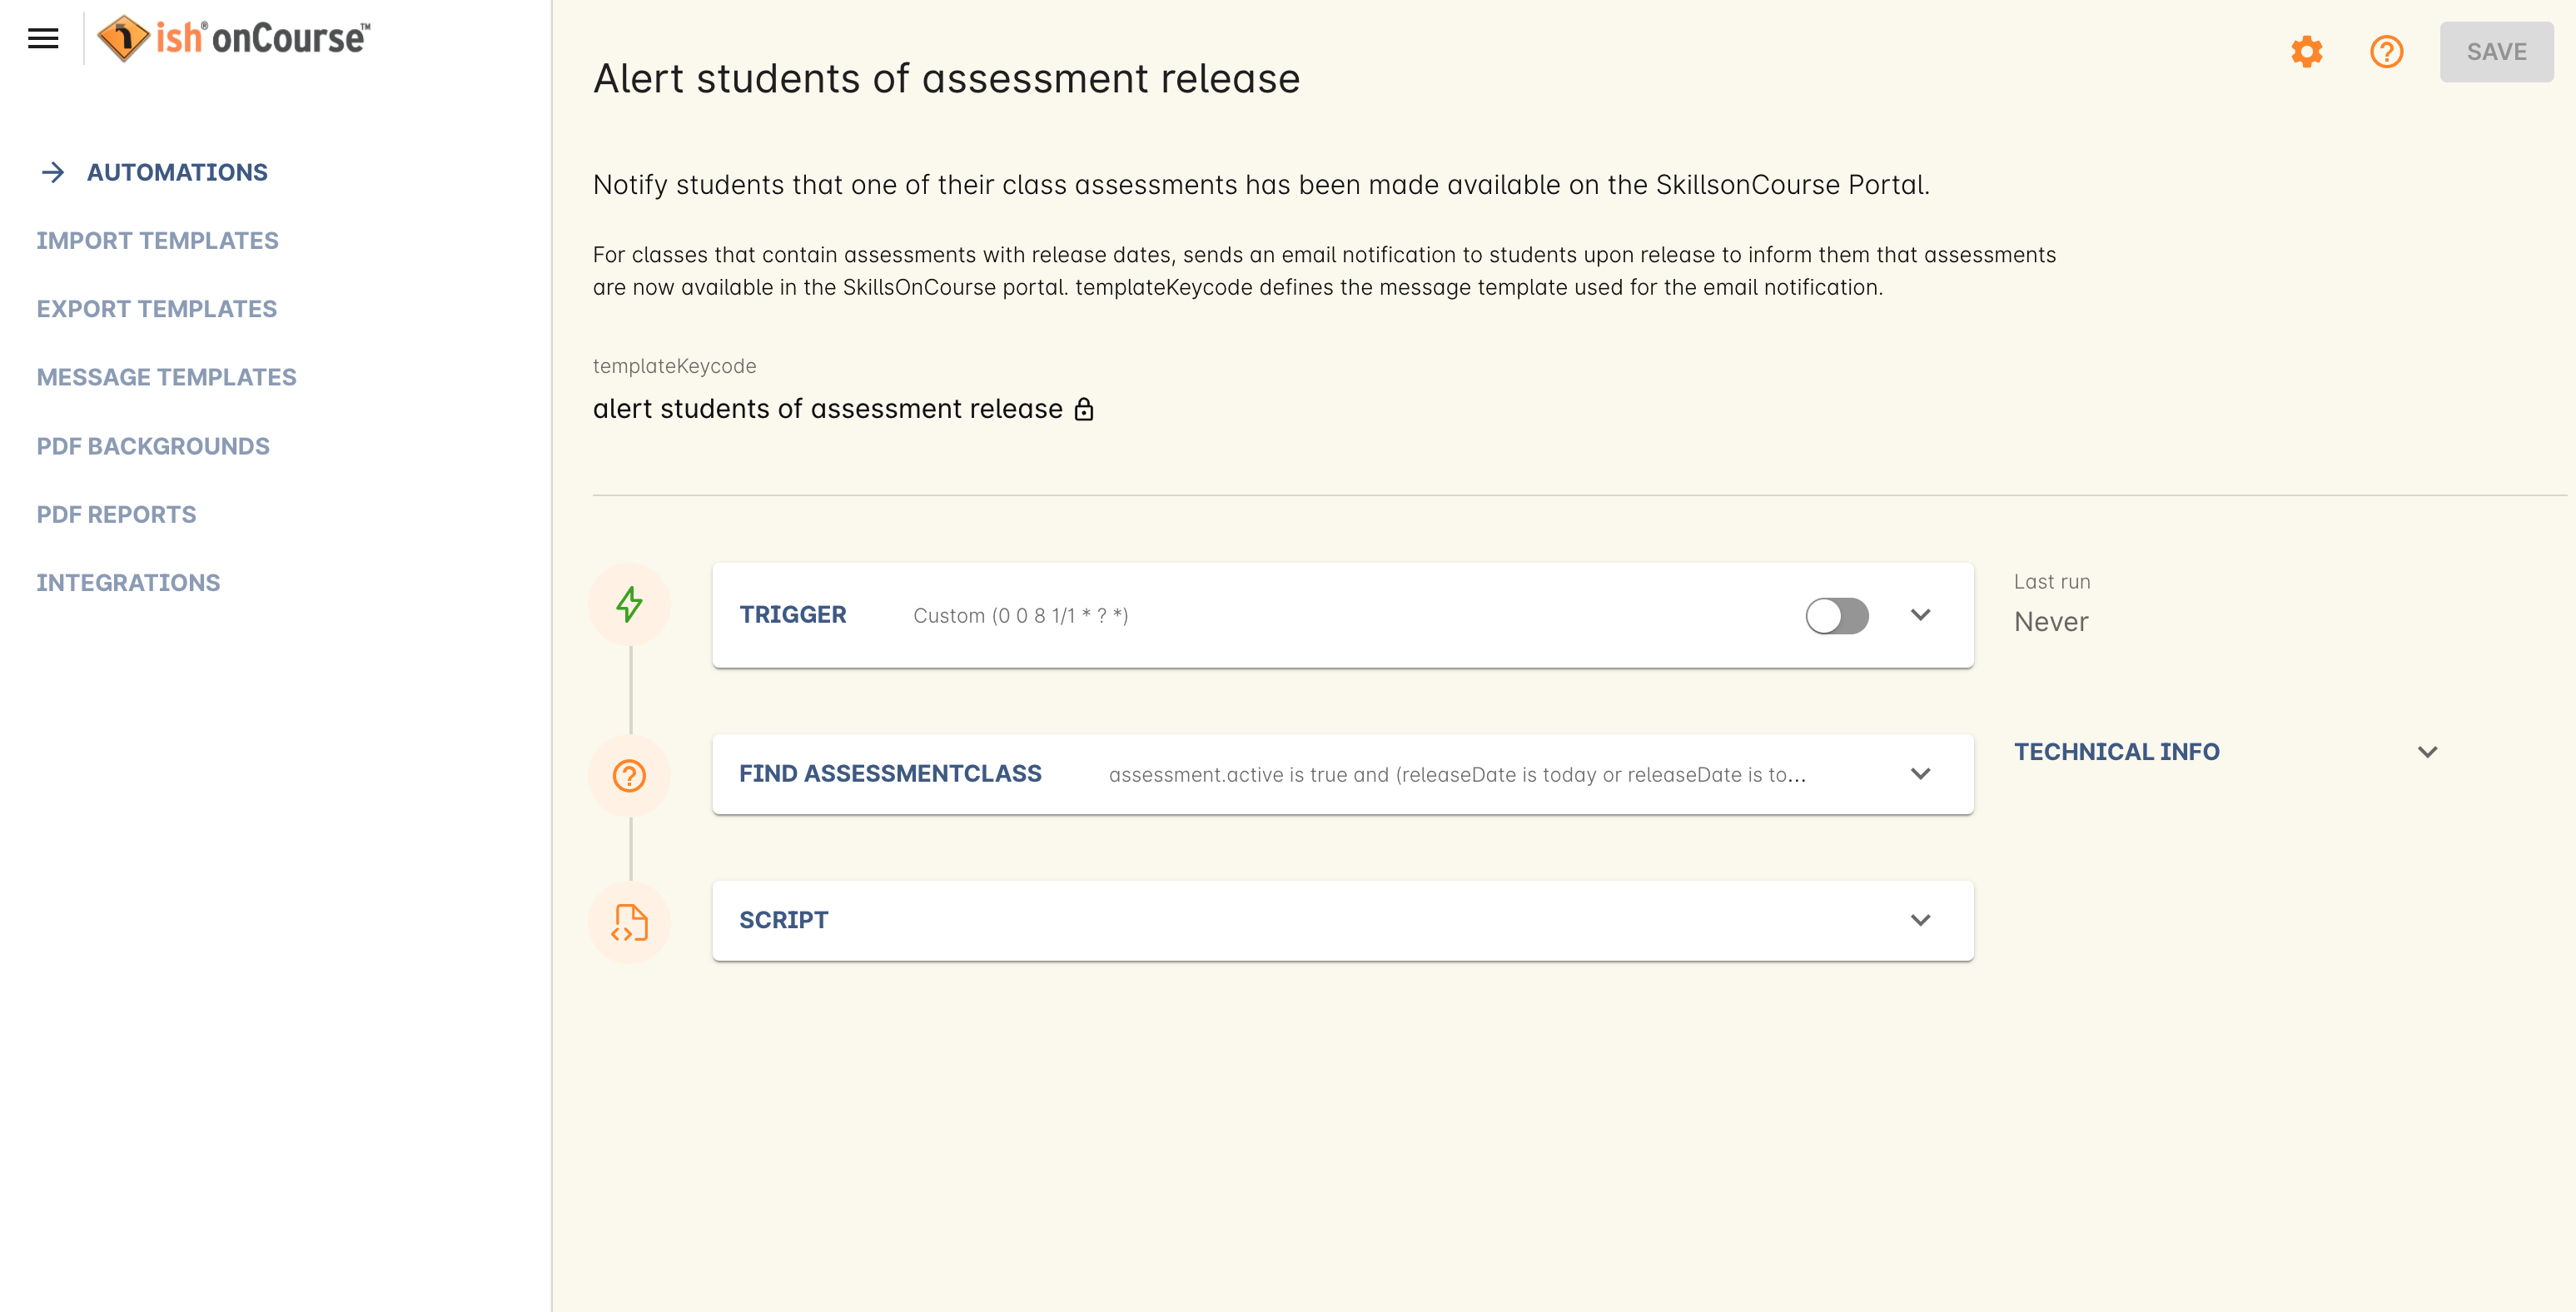 ish® onCourse™
AUTOMATIONS
IMPORT TEMPLATES
EXPORT TEMPLATES
MESSAGE TEMPLATES
PDF BACKGROUNDS
PDF REPORTS
INTEGRATIONS
SAVE
Alert students of assessment release
Notify students that one of their class assessments has been made available on the SkillsonCourse Portal.
For classes that contain assessments with release dates, sends an email notification to students upon release to inform them that assessments
are now available in the SkillsOnCourse portal. templateKeycode defines the message template used for the email notification.
templateKeycode
alert students of assessment release
TRIGGER Custom (0 0 8 1/1 * ? *)
Last run
Never
FIND ASSESSMENTCLASS assessment.active is true and (releaseDate is today or releaseDate is to...
TECHNICAL INFO
SCRIPT